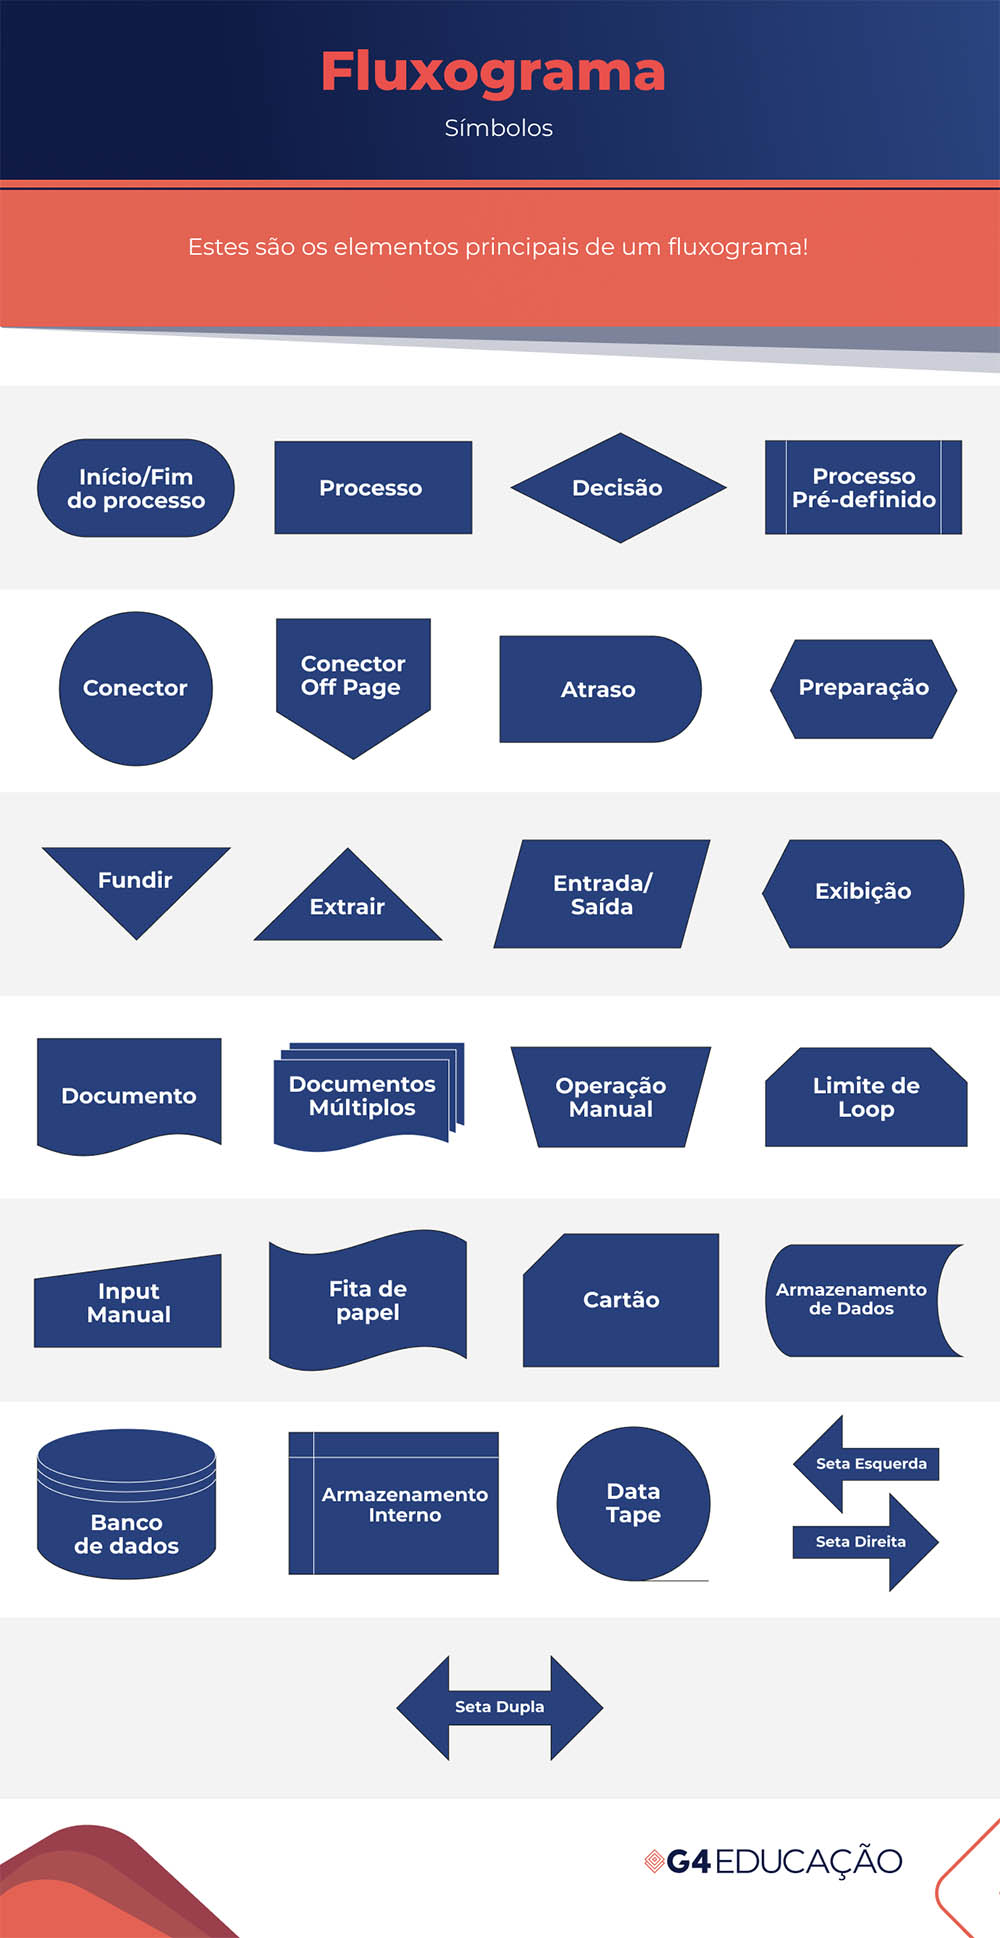 Fluxograma
Símbolos
Estes são os elementos principais de um fluxograma!
Início/Fim
do processo
Processo
Decisão
Processo
Pré-definido
Conector
Conector
Off Page
Atraso
Preparação
Fundir
Extrair
Entrada/
Saída
Exibição
Documento
Documentos
Múltiplos
Operação
Manual
Limite de
Loop
Input
Manual
Fita de
papel
Cartão
Armazenamento
de Dados
Banco
de dados
Armazenamento
Interno
Data
Tape
Seta Esquerda
Seta Direita
Seta Dupla
G4 EDUCAÇÃO